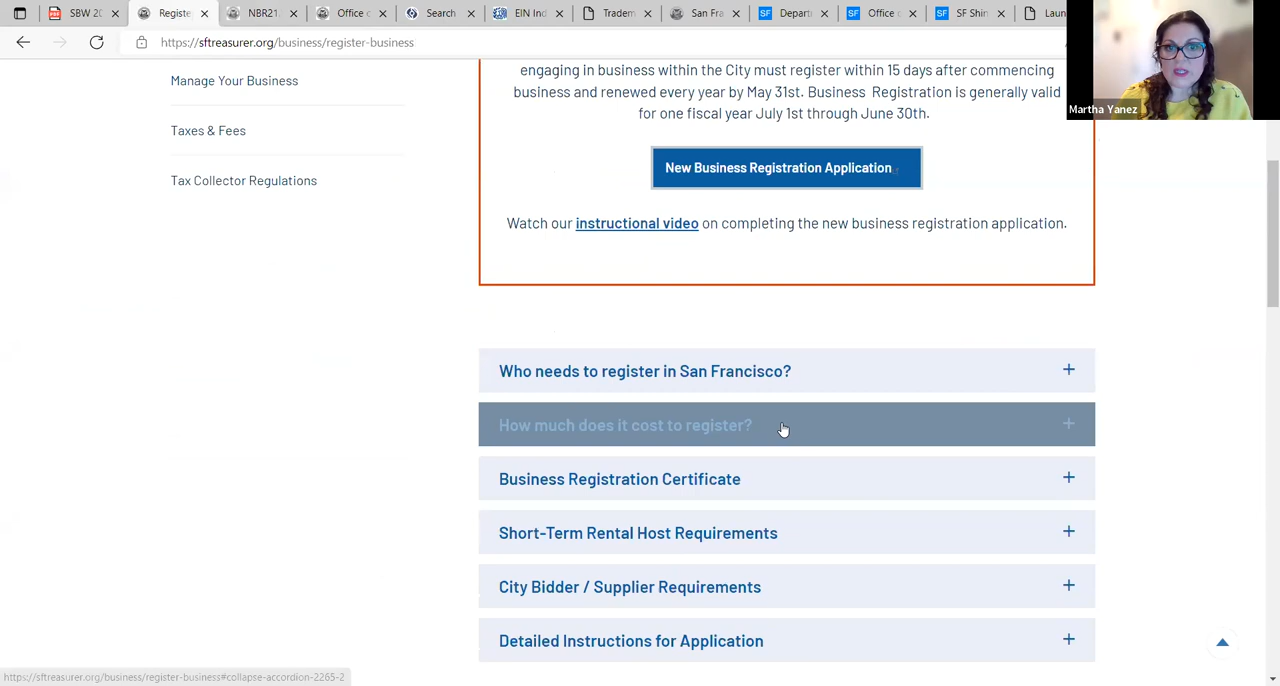 SBW 20
Registe
NBR21.
Office o
Search
EIN Ind
Tradem
San Fra
Depart
Office o
SF Shin
Laun
https://sftreasurer.org/business/register-business
Martha Yanez
Manage Your Business
Taxes & Fees
Tax Collector Regulations
engaging in business within the City must register within 15 days after commencing
business and renewed every year by May 31st. Business Registration is generally valid
for one fiscal year July 1st through June 30th.
New Business Registration Application
Watch our instructional video on completing the new business registration application.
Who needs to register in San Francisco?
How much does it cost to register?
Business Registration Certificate
Short-Term Rental Host Requirements
City Bidder / Supplier Requirements
Detailed Instructions for Application
https://sftreasurer.org/business/register-business#collapse-accordion-2265-2